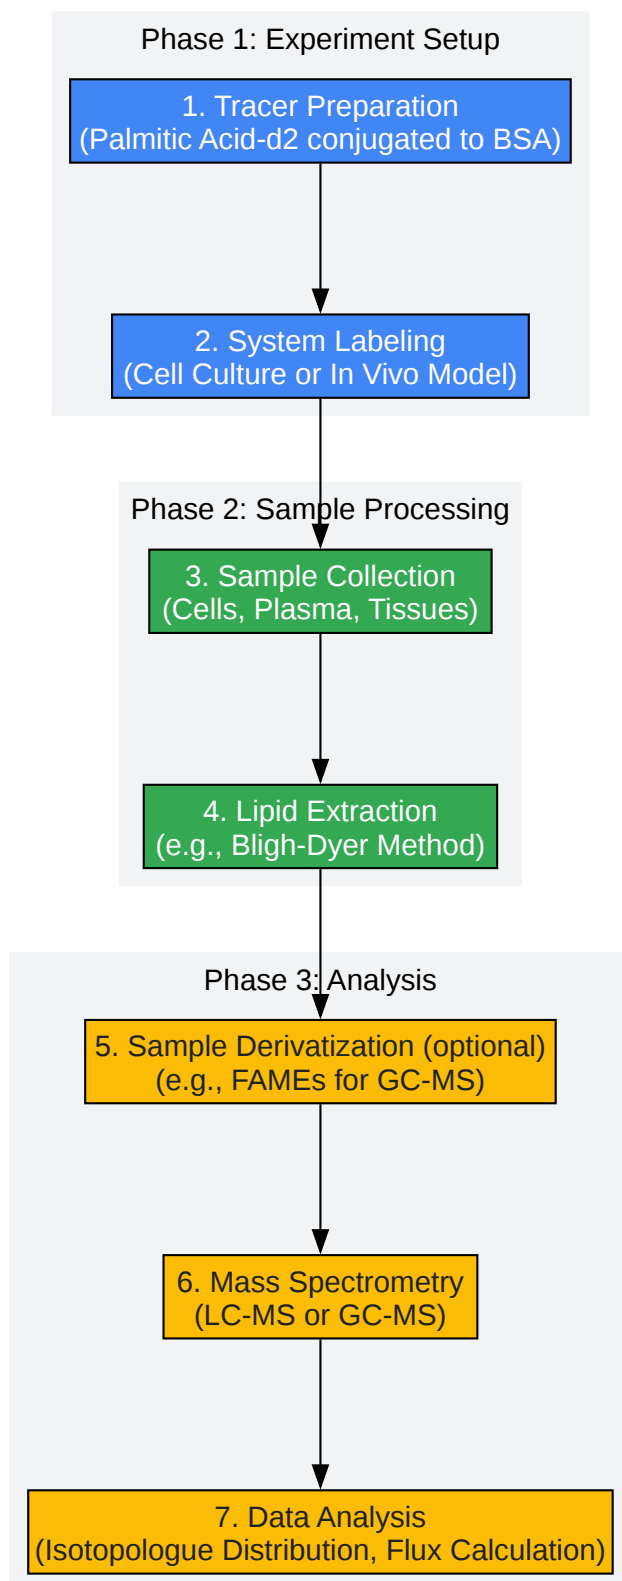 Phase 1: Experiment Setup
1. Tracer Preparation
(Palmitic Acid-d2 conjugated to BSA)
2. System Labeling
(Cell Culture or In Vivo Model)
Phase 2: Sample Processing
3. Sample Collection
(Cells, Plasma, Tissues)
4. Lipid Extraction
(e.g., Bligh-Dyer Method)
Phase 3: Analysis
5. Sample Derivatization (optional)
(e.g., FAMEs for GC-MS)
6. Mass Spectrometry
(LC-MS or GC-MS)
7. Data Analysis
(Isotopologue Distribution, Flux Calculation)